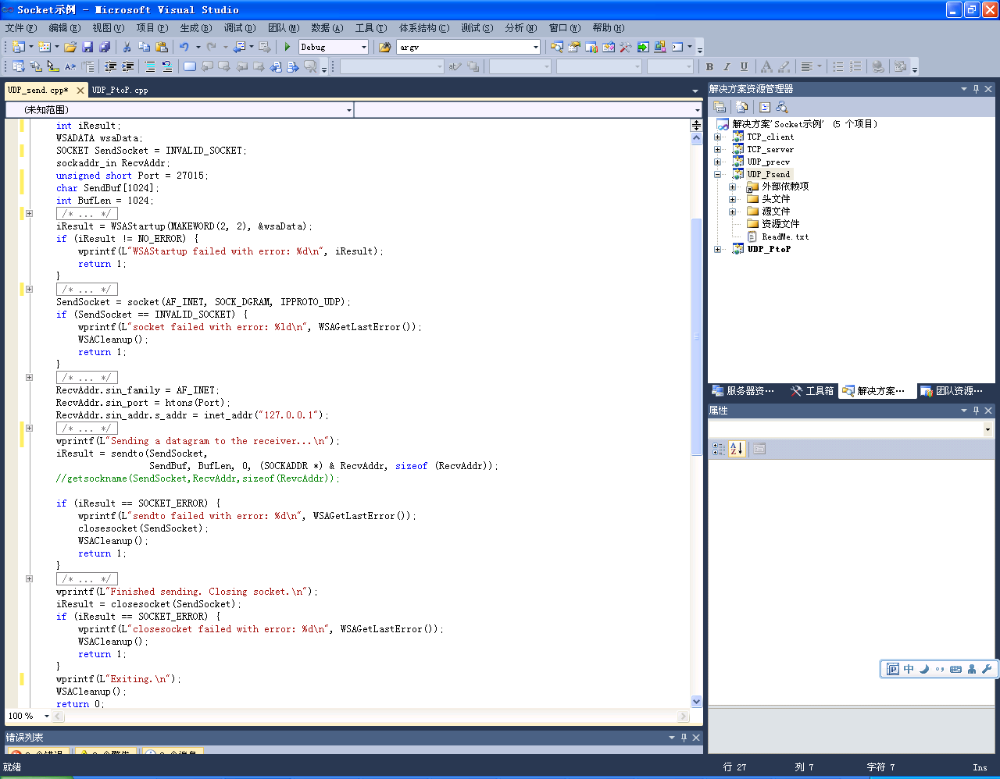 Socket示例 - Microsoft Visual Studio
文件(F) 编辑(E) 视图(V) 项目(P) 生成(B) 调试(D) 团队(M) 数据(A) 工具(T) 体系结构(C) 测试(S) 分析(N) 窗口(W) 帮助(H)
Debug argv
UDP_send.cpp* UDP_PtoP.cpp
(未知范围)
int iResult;
WSADATA wsaData;
SOCKET SendSocket = INVALID_SOCKET;
sockaddr_in RecvAddr;
unsigned short Port = 27015;
char SendBuf[1024];
int BufLen = 1024;
/* ... */
iResult = WSAStartup(MAKEWORD(2, 2), &wsaData);
if (iResult != NO_ERROR) {
wprintf(L"WSAStartup failed with error: %d\n", iResult);
return 1;
}
/* ... */
SendSocket = socket(AF_INET, SOCK_DGRAM, IPPROTO_UDP);
if (SendSocket == INVALID_SOCKET) {
wprintf(L"socket failed with error: %ld\n", WSAGetLastError());
WSACleanup();
return 1;
}
/* ... */
RecvAddr.sin_family = AF_INET;
RecvAddr.sin_port = htons(Port);
RecvAddr.sin_addr.s_addr = inet_addr("127.0.0.1");
/* ... */
wprintf(L"Sending a datagram to the receiver...\n");
iResult = sendto(SendSocket,
SendBuf, BufLen, 0, (SOCKADDR *) & RecvAddr, sizeof (RecvAddr));
//getsockname(SendSocket,RecvAddr,sizeof(RevcAddr));
if (iResult == SOCKET_ERROR) {
wprintf(L"sendto failed with error: %d\n", WSAGetLastError());
closesocket(SendSocket);
WSACleanup();
return 1;
}
/* ... */
wprintf(L"Finished sending. Closing socket.\n");
iResult = closesocket(SendSocket);
if (iResult == SOCKET_ERROR) {
wprintf(L"closesocket failed with error: %d\n", WSAGetLastError());
WSACleanup();
return 1;
}
wprintf(L"Exiting.\n");
WSACleanup();
return 0;
100 %
错误列表
就绪
行 27 列 7 字符 7 Ins
解决方案资源管理器
解决方案'Socket示例' (5 个项目)
TCP_client
TCP_server
UDP_precv
UDP_Psend
外部依赖项
头文件
源文件
资源文件
ReadMe.txt
UDP_PtoP
服务器资… 工具箱 解决方案… 团队资源…
属性
中